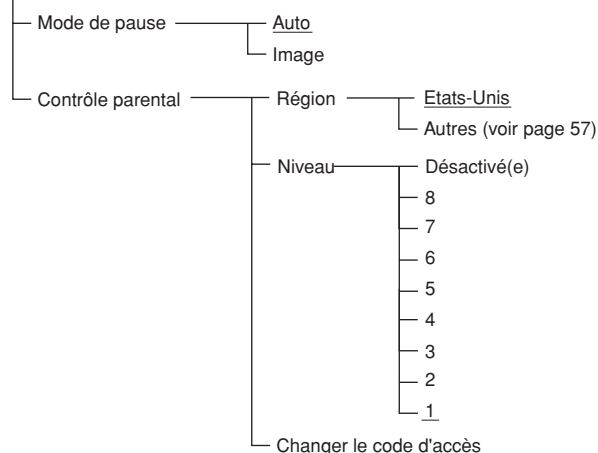 Mode de pause Auto
Image
Contrôle parental Région Etats-Unis
Autres (voir page 57)
Niveau Désactivé(e)
8
7
6
5
4
3
2
1
Changer le code d'accès